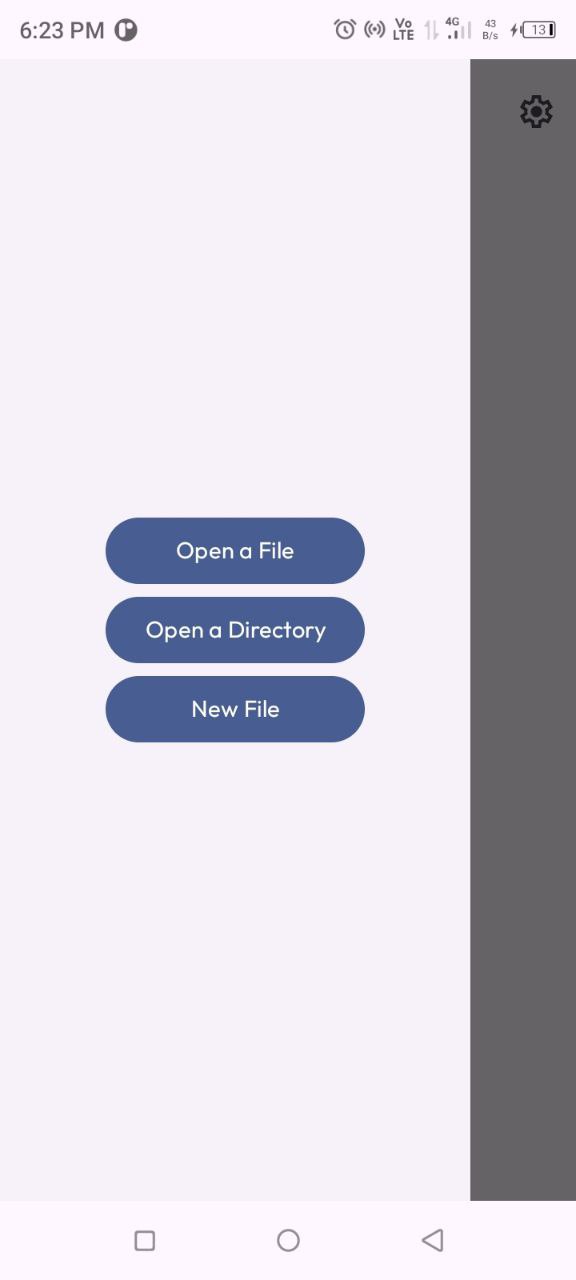 6:23 PM
Vo
LTE
4G
43
B/s
13
Open a File
Open a Directory
New File